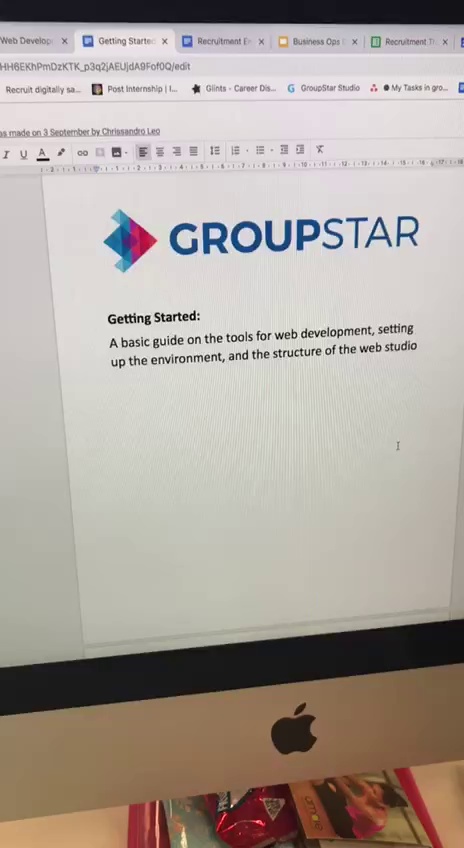 Web Develop
Getting Started
Recruitment En
Business Ops
Recruitment Tr
HH6EKhPmDzKTK_p3q2jAEUjdA9Fof0Q/edit
Recruit digitally sa...
Post Internship | I...
Glints - Career Dis...
GroupStar Studio
My Tasks in gro...
as made on 3 September by Chrissandro Leo
GROUPSTAR
Getting Started:
A basic guide on the tools for web development, setting
up the environment, and the structure of the web studio